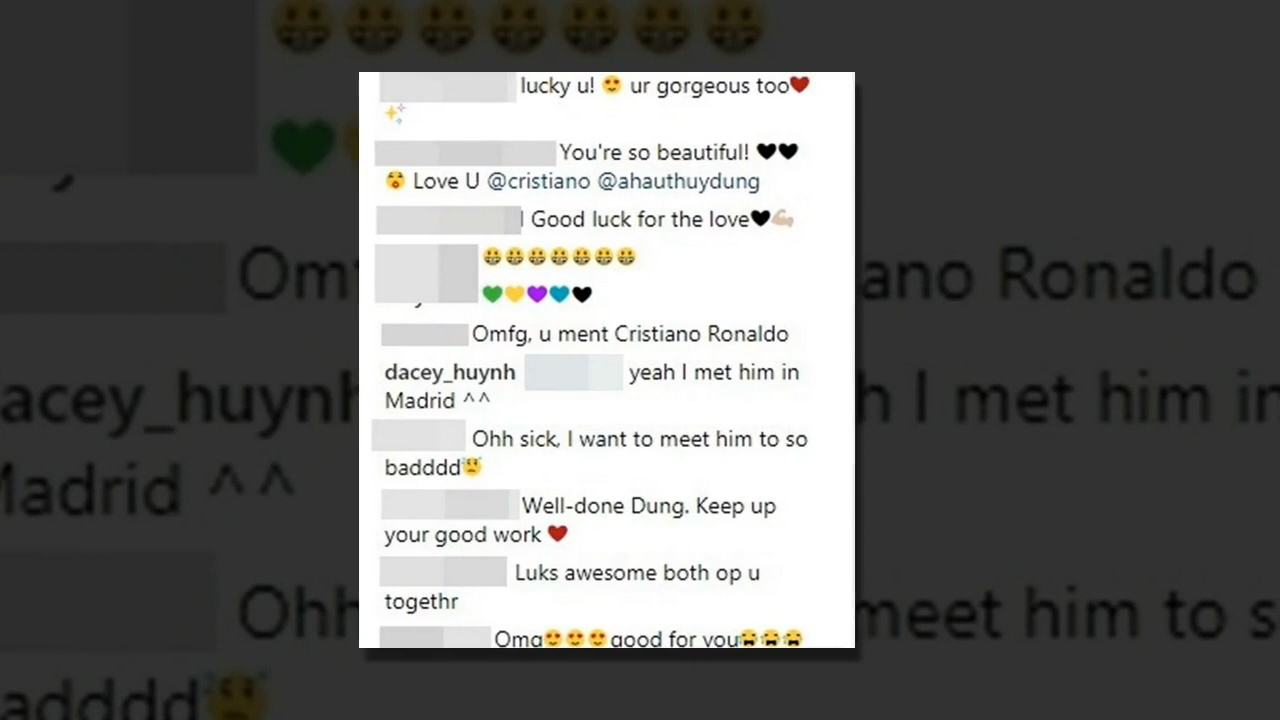 lucky u! 😍 ur gorgeous too❤
✨
You're so beautiful! 🖤🖤
😲 Love U @cristiano @ahauthuydung
Good luck for the love🖤💪🏻
😀😀😀😀😀😀😀
💚💛💜💙🖤
Omfg, u ment Cristiano Ronaldo
dacey_huynh yeah I met him in
Madrid ^^
Ohh sick, I want to meet him to so
badddd😰
Well-done Dung. Keep up
your good work ❤
Luks awesome both op u
togethr
Omg😍😍😍good for you😭😭😭